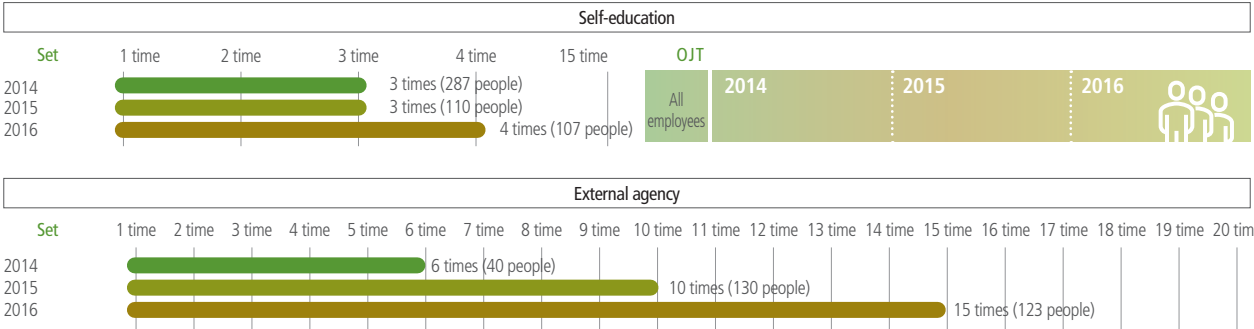 Self-education
Set 1 time 2 time 3 time 4 time 15 time
2014 3 times (287 people)
2015 3 times (110 people)
2016 4 times (107 people)
OJT
All
employees
2014 2015 2016
External agency
Set 1 time 2 time 3 time 4 time 5 time 6 time 7 time 8 time 9 time 10 time 11 time 12 time 13 time 14 time 15 time 16 time 17 time 18 time 19 time 20 tim
2014 6 times (40 people)
2015 10 times (130 people)
2016 15 times (123 people)